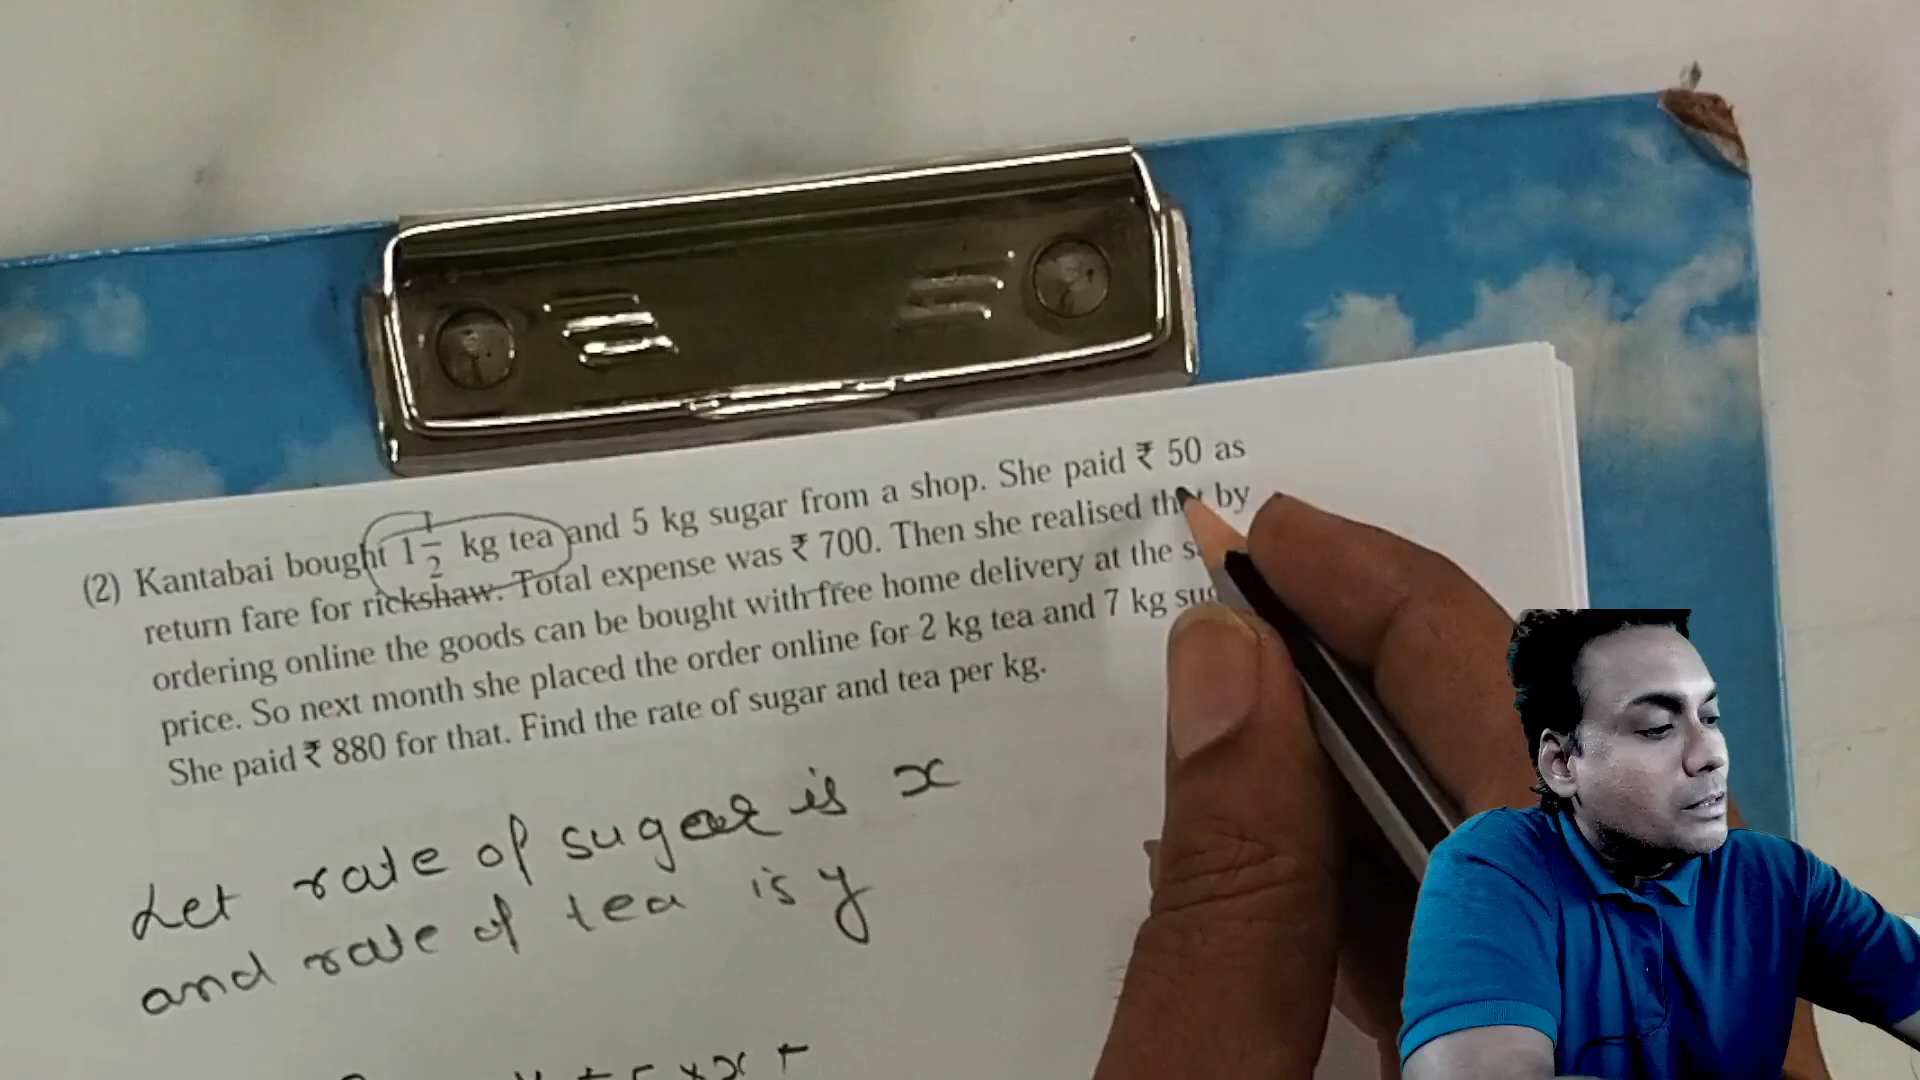 (2) Kantabai bought 1 1/2 kg tea and 5 kg sugar from a shop. She paid ₹ 50 as
return fare for rickshaw. Total expense was ₹ 700. Then she realised by
ordering online the goods can be bought with free home delivery at the
price. So next month she placed the order online for 2 kg tea and 7 kg
She paid ₹ 880 for that. Find the rate of sugar and tea per kg.
Let rate of sugar is x
and rate of tea is y
× x +